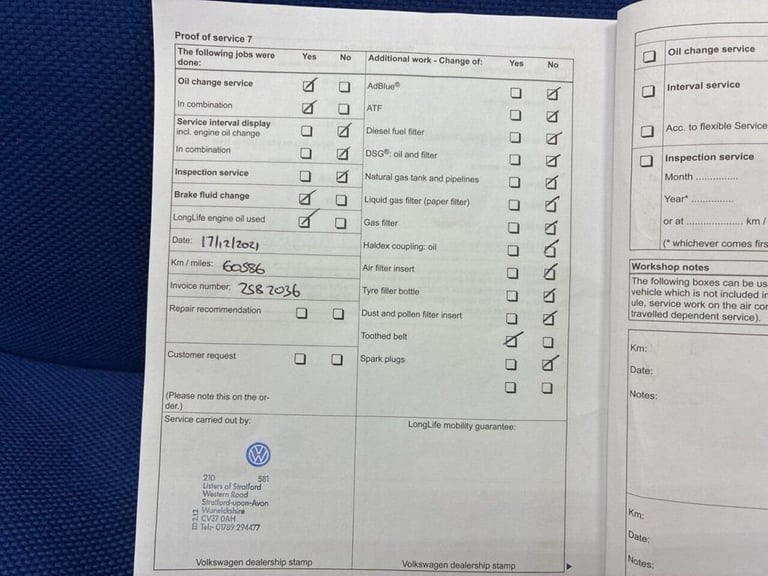 Proof of service 7
The following jobs were done: Yes No
Oil change service
In combination
Service interval display
incl. engine oil change
In combination
Inspection service
Brake fluid change
LongLife engine oil used
Date: 17/12/2021
Km / miles: 60586
Invoice number: 2582036
Repair recommendation
Customer request
(Please note this on the or-
der.)
Service carried out by:
VW
210 581
Listers of Stratford
Western Road
Stratford-upon-Avon
Warwickshire
CV37 0AH
Tel:- 01789 294477
Volkswagen dealership stamp
Additional work - Change of: Yes No
AdBlue®
ATF
Diesel fuel filter
DSG®: oil and filter
Natural gas tank and pipelines
Liquid gas filter (paper filter)
Gas filter
Haldex coupling: oil
Air filter insert
Tyre filler bottle
Dust and pollen filter insert
Toothed belt
Spark plugs
LongLife mobility guarantee:
Volkswagen dealership stamp
Oil change service
Interval service
Acc. to flexible Service
Inspection service
Month ..............
Year* ..............
or at .................... km /
(* whichever comes firs
Workshop notes
The following boxes can be us
vehicle which is not included in
ule, service work on the air con
travelled dependent service).
Km:
Date:
Notes:
Km:
Date:
Notes: